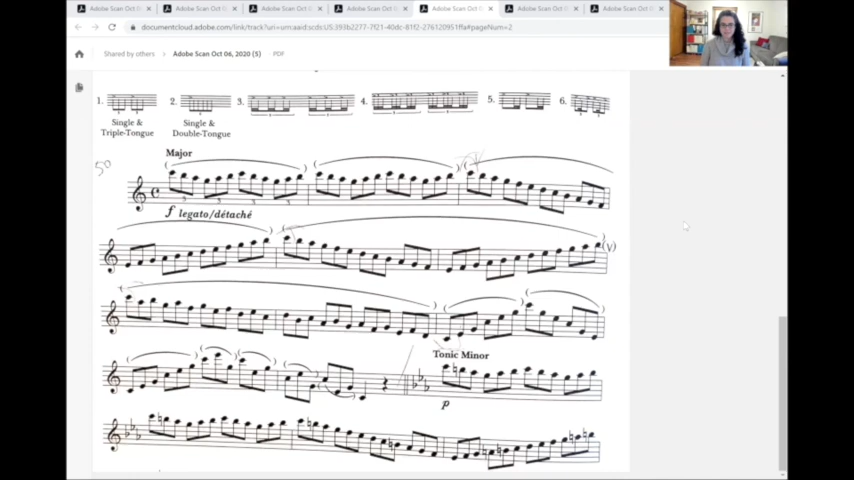 Adobe Scan Oct 0 Adobe Scan Oct 0 Adobe Scan Oct 0 Adobe Scan Oct 0 Adobe Scan Oct 0 Adobe Scan Oct 0 Adobe Scan Oct
documentcloud.adobe.com/link/track?uri=urn:aaid:scds:US:393b2277-7f21-40dc-81f2-276120951ffa#pageNum=2
Shared by others > Adobe Scan Oct 06, 2020 (5) PDF
1. 2. 3. 4. 5. 6.
Single & Triple-Tongue
Single & Double-Tongue
Major
50
f legato/détaché
(V)
Tonic Minor
p